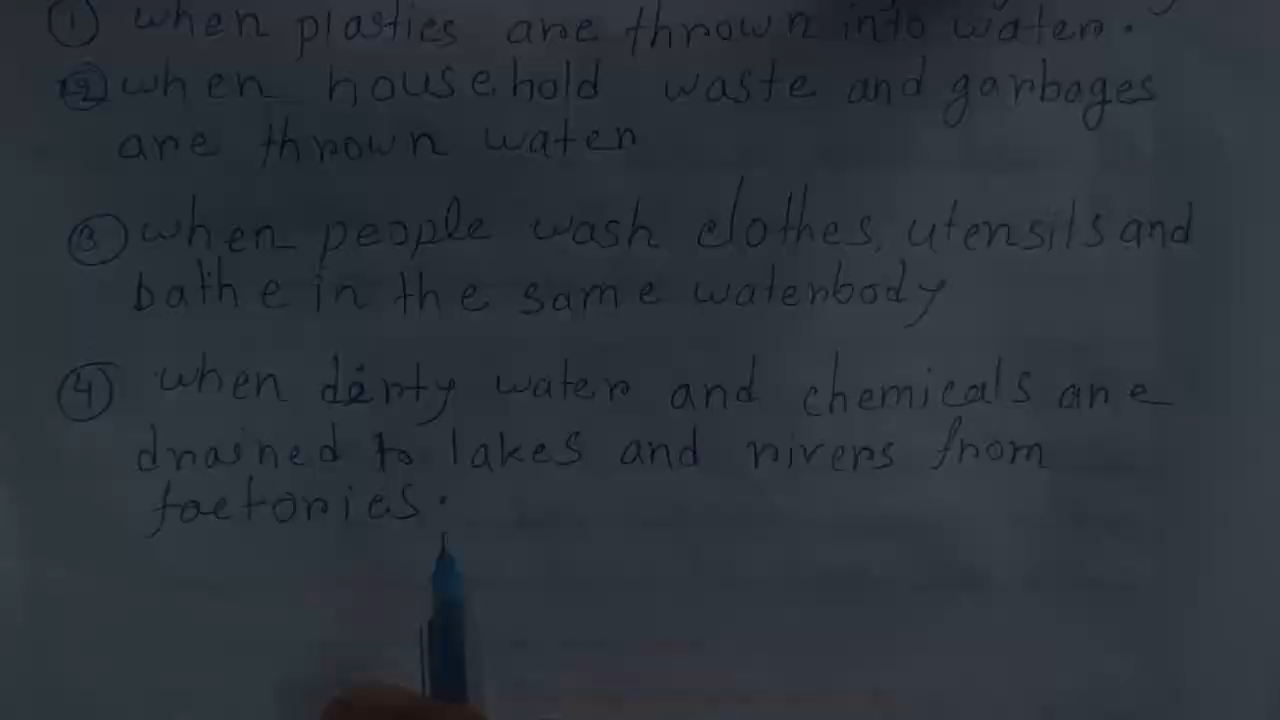 ① when plastics are thrown into water.
② when household waste and garbages
are thrown water
③ when people wash clothes, utensils and
bathe in the same waterbody
④ when dirty water and chemicals are
drained to lakes and rivers from
factories.